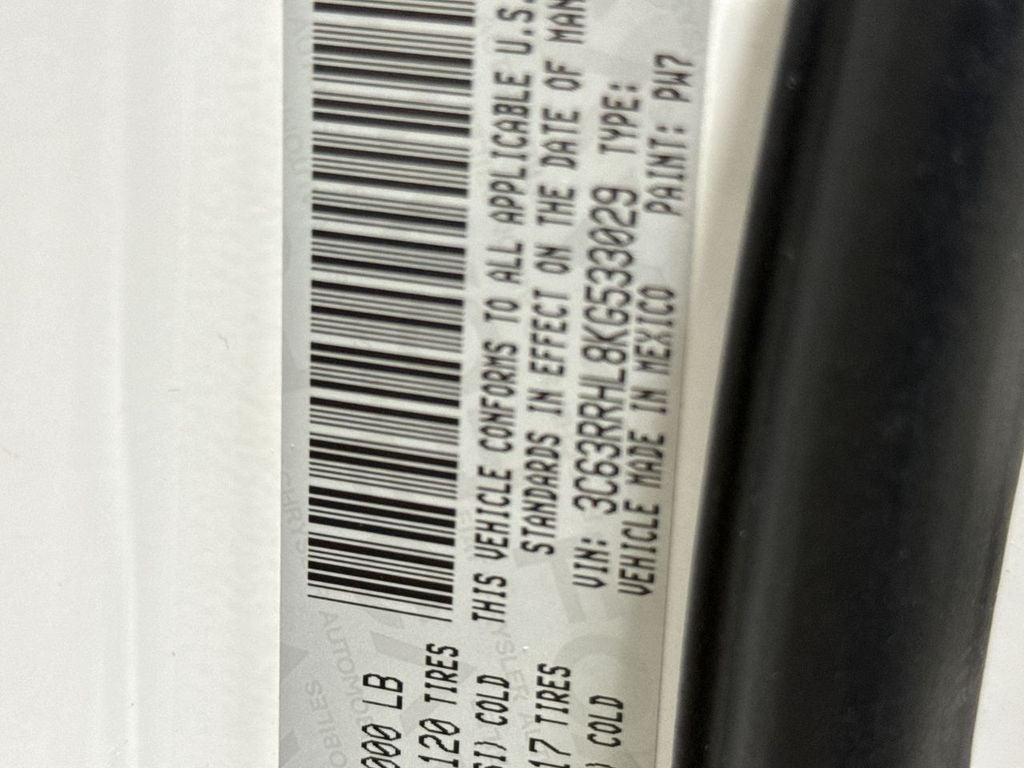 000 LB
120 TIRES
SI) COLD
17 TIRES
) COLD
THIS VEHICLE CONFORMS TO ALL APPLICABLE U.S.
STANDARDS IN EFFECT ON THE DATE OF MAN
VIN: 3C63RRHL8KG533029 TYPE:
VEHICLE MADE IN MEXICO PAINT: PW7